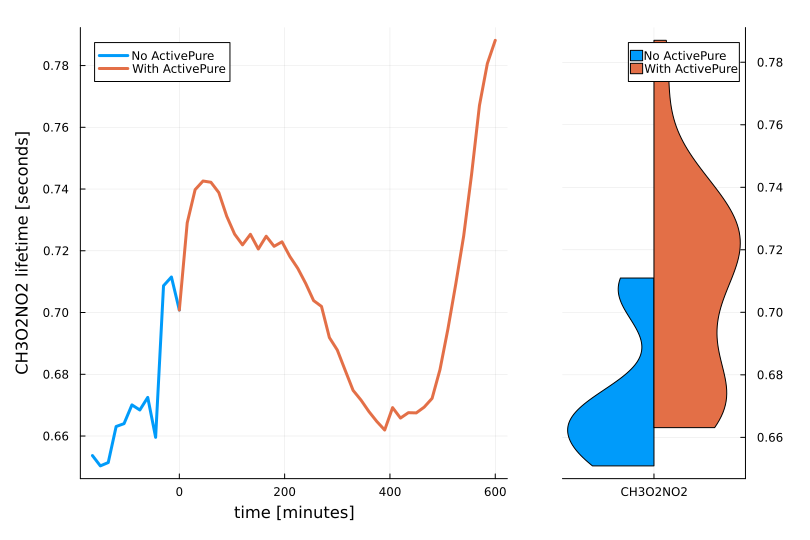 CH3O2NO2 lifetime [seconds]
0.78
0.76
0.74
0.72
0.70
0.68
0.66
No ActivePure
With ActivePure
0
200
400
600
time [minutes]
No ActivePure
With ActivePure
0.78
0.76
0.74
0.72
0.70
0.68
0.66
CH3O2NO2